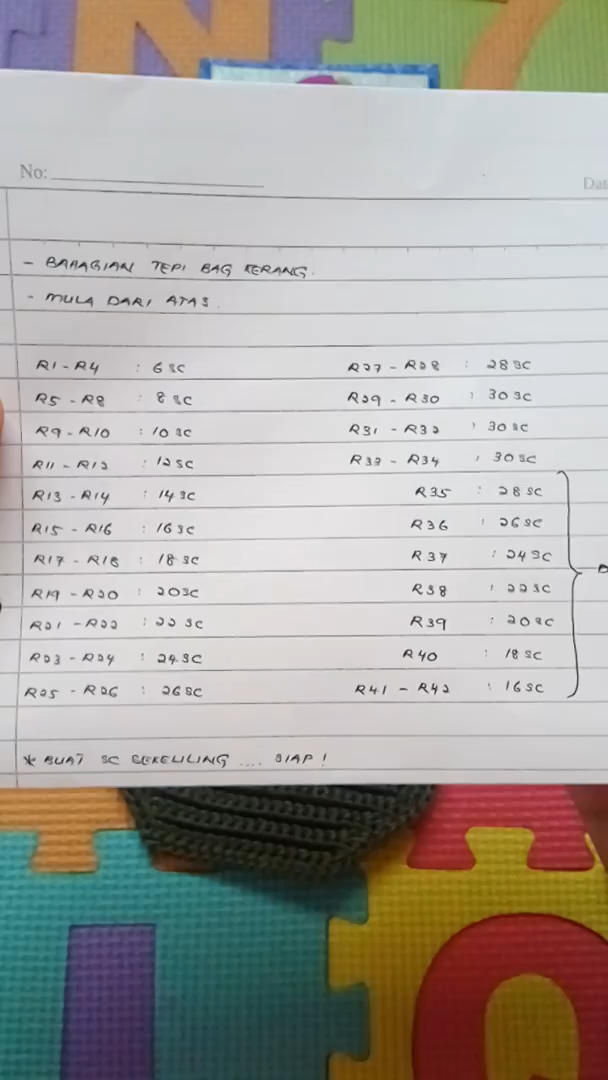 No:
Dat
- BAHAGIAN TEPI BAG KERANG.
- MULA DARI ATAS.
R1 - R4 : 6 SC
R5 - R8 : 8 SC
R9 - R10 : 10 SC
R11 - R12 : 12 SC
R13 - R14 : 14 SC
R15 - R16 : 16 SC
R17 - R18 : 18 SC
R19 - R20 : 20 SC
R21 - R22 : 22 SC
R23 - R24 : 24 SC
R25 - R26 : 26 SC
R27 - R28 : 28 SC
R29 - R30 : 30 SC
R31 - R32 : 30 SC
R33 - R34 : 30 SC
R35 : 28 SC
R36 : 26 SC
R37 : 24 SC
R38 : 22 SC
R39 : 20 SC
R40 : 18 SC
R41 - R42 : 16 SC
* BUAT SC SEKELILING .... SIAP !